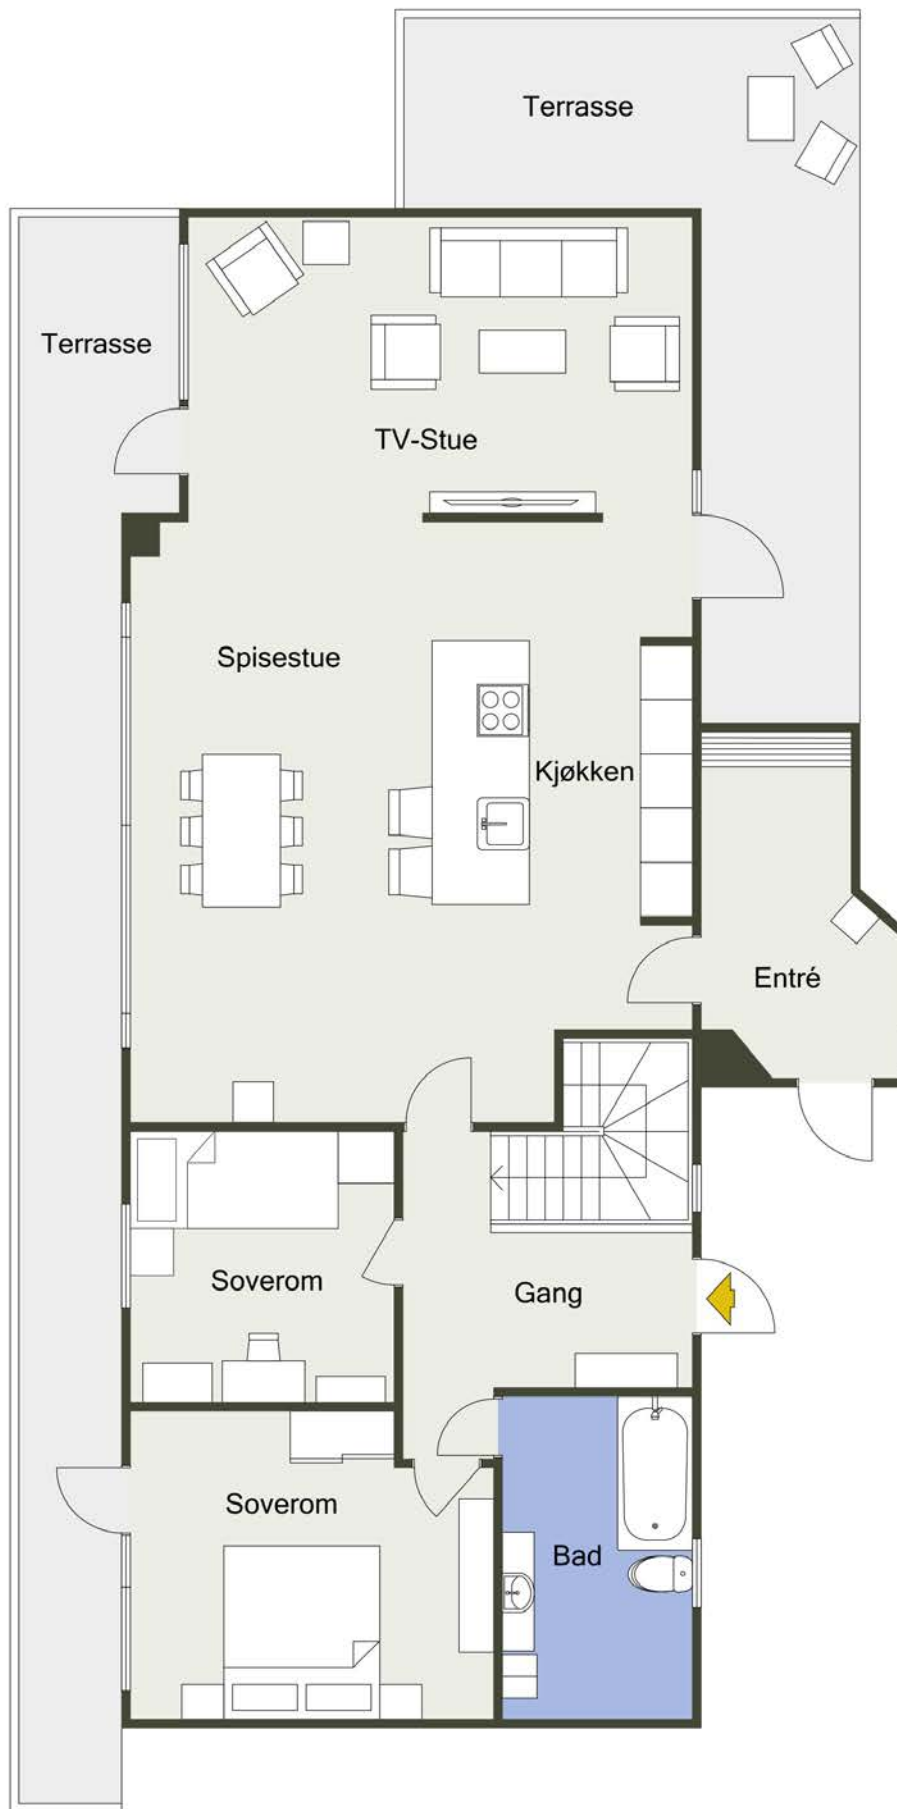 Terrasse
Terrasse
TV-Stue
Spisestue
Kjøkken
Entré
Soverom
Gang
Soverom
Bad